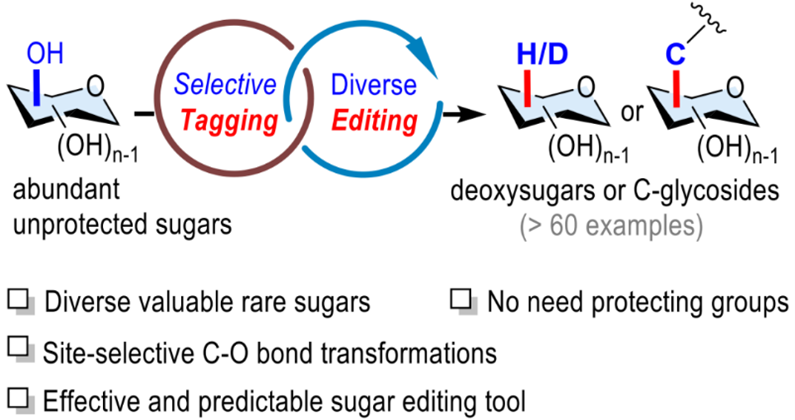 OH
O
(OH)n-1
abundant
unprotected sugars
Selective
Tagging
Diverse
Editing
H/D
O
(OH)n-1
or
C
O
(OH)n-1
deoxysugars or C-glycosides
(> 60 examples)
Diverse valuable rare sugars
No need protecting groups
Site-selective C-O bond transformations
Effective and predictable sugar editing tool